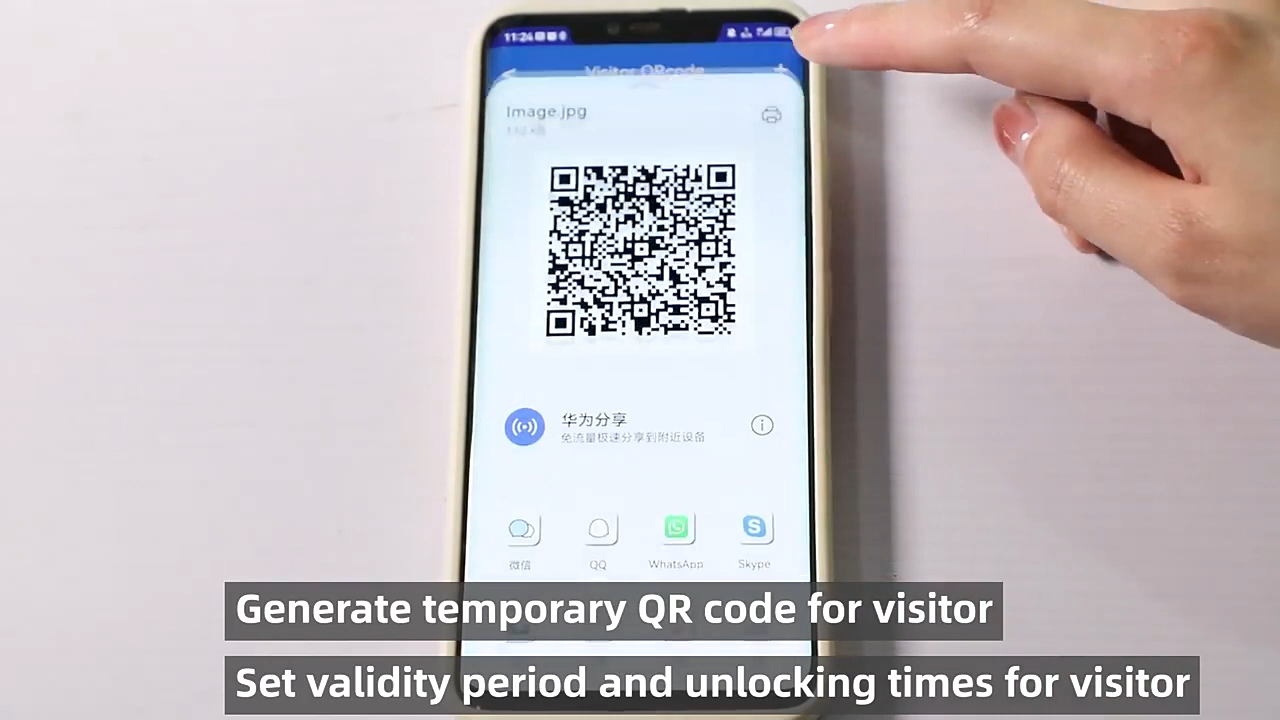 11:24
Visitor QRcode
Image.jpg
华为分享
免流量极速分享到附近设备
微信
QQ
WhatsApp
Skype
Generate temporary QR code for visitor
Set validity period and unlocking times for visitor